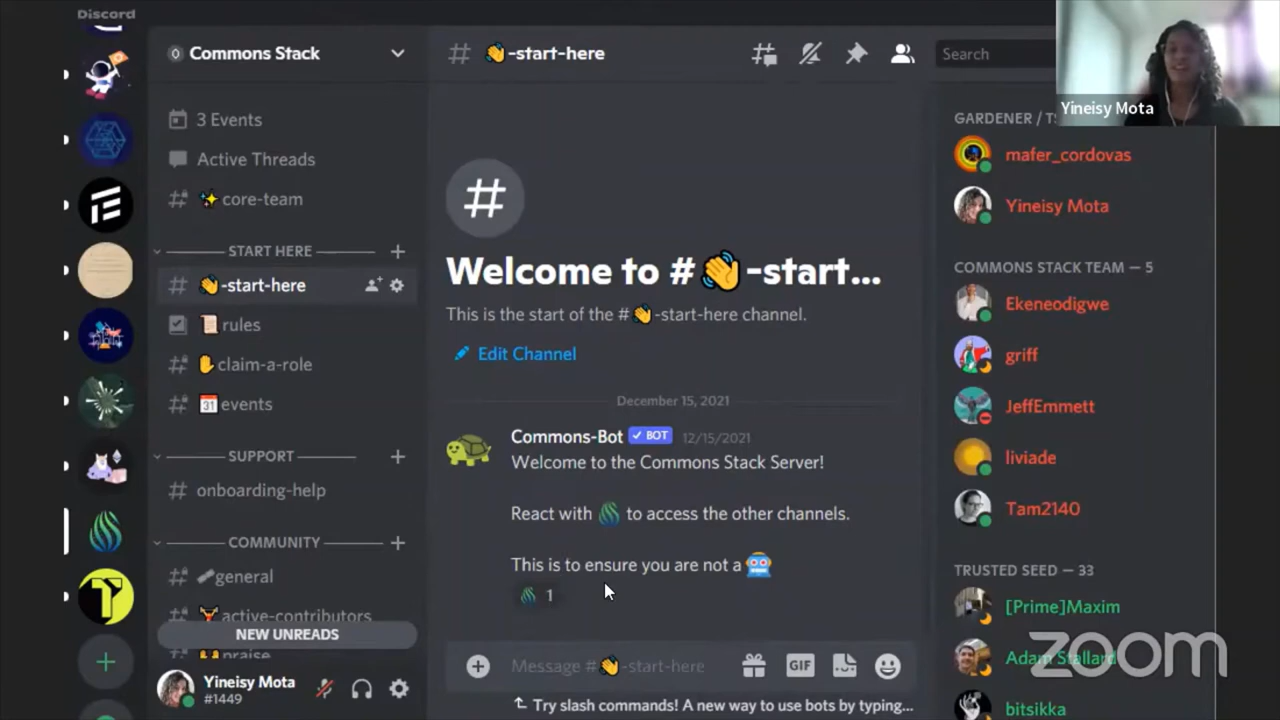 Discord
Commons Stack
3 Events
Active Threads
✨core-team
START HERE
👋-start-here
📜rules
✋claim-a-role
📅events
SUPPORT
onboarding-help
COMMUNITY
general
active-contributors
praise
NEW UNREADS
Yineisy Mota
#1449
# 👋-start-here
Welcome to #👋-start...
This is the start of the #👋-start-here channel.
Edit Channel
December 15, 2021
Commons-Bot ✓ BOT 12/15/2021
Welcome to the Commons Stack Server!
React with to access the other channels.
This is to ensure you are not a 🤖
1
Message #👋-start-here
GIF
Try slash commands! A new way to use bots by typing...
Search
Yineisy Mota
GARDENER / TS
mafer_cordovas
Yineisy Mota
COMMONS STACK TEAM — 5
Ekeneodigwe
griff
JeffEmmett
liviade
Tam2140
TRUSTED SEED — 33
[Prime]Maxim
Adam Stallard
bitsikka
zoom